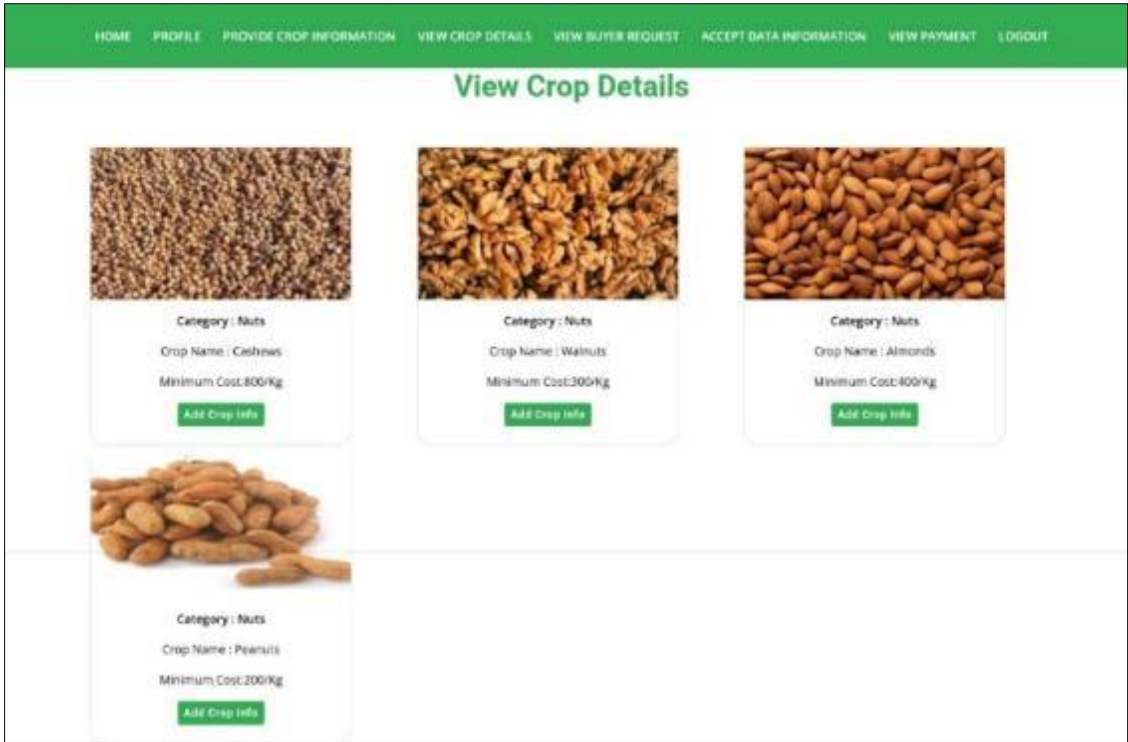 HOME PROFILE PROVIDE CROP INFORMATION VIEW CROP DETAILS VIEW BUYER REQUEST ACCEPT DATA INFORMATION VIEW PAYMENT LOGOUT
View Crop Details
Category : Nuts
Crop Name : Cashews
Minimum Cost:800/Kg
Add Crop Info
Category : Nuts
Crop Name : Walnuts
Minimum Cost:300/Kg
Add Crop Info
Category : Nuts
Crop Name : Almonds
Minimum Cost:400/Kg
Add Crop Info
Category : Nuts
Crop Name : Peanuts
Minimum Cost:200/Kg
Add Crop Info